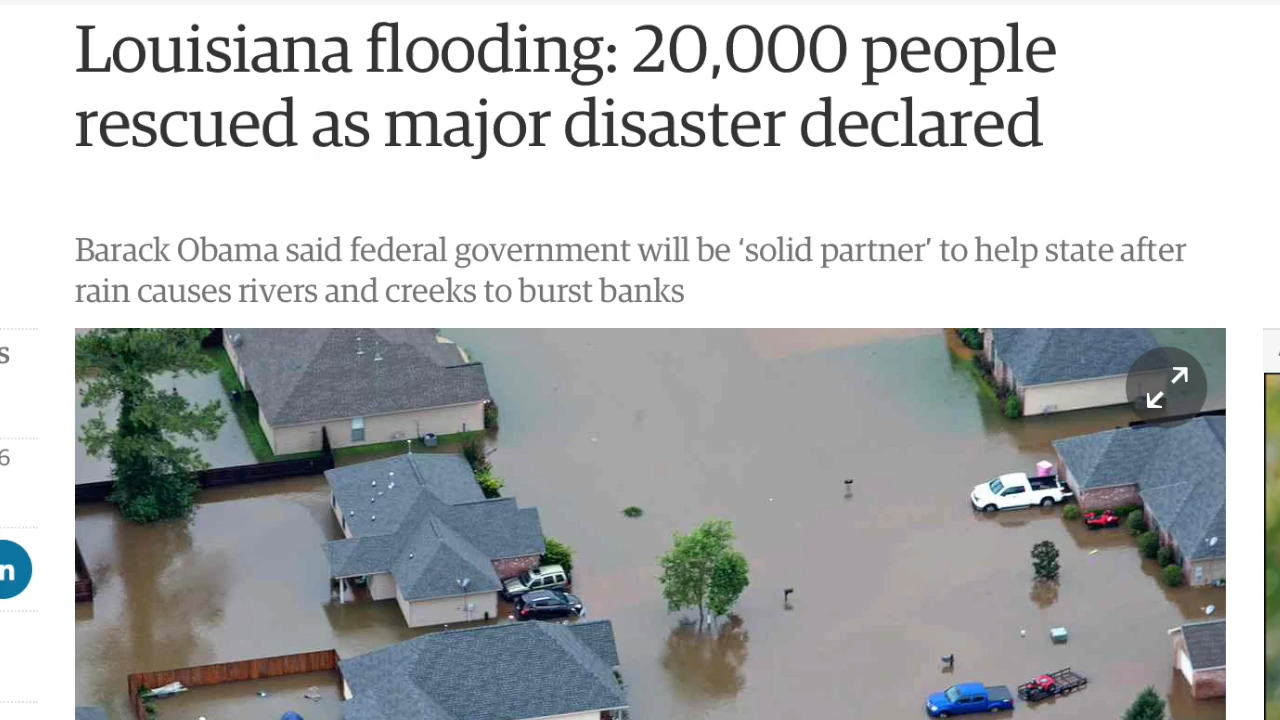 Louisiana flooding: 20,000 people
rescued as major disaster declared
Barack Obama said federal government will be ‘solid partner’ to help state after
rain causes rivers and creeks to burst banks
s
6
n